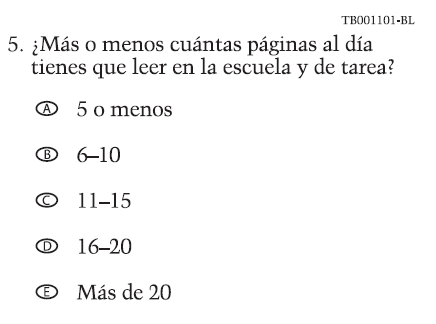 TB001101-BL
5. ¿Más o menos cuántas páginas al día
tienes que leer en la escuela y de tarea?
A 5 o menos
B 6–10
C 11–15
D 16–20
E Más de 20